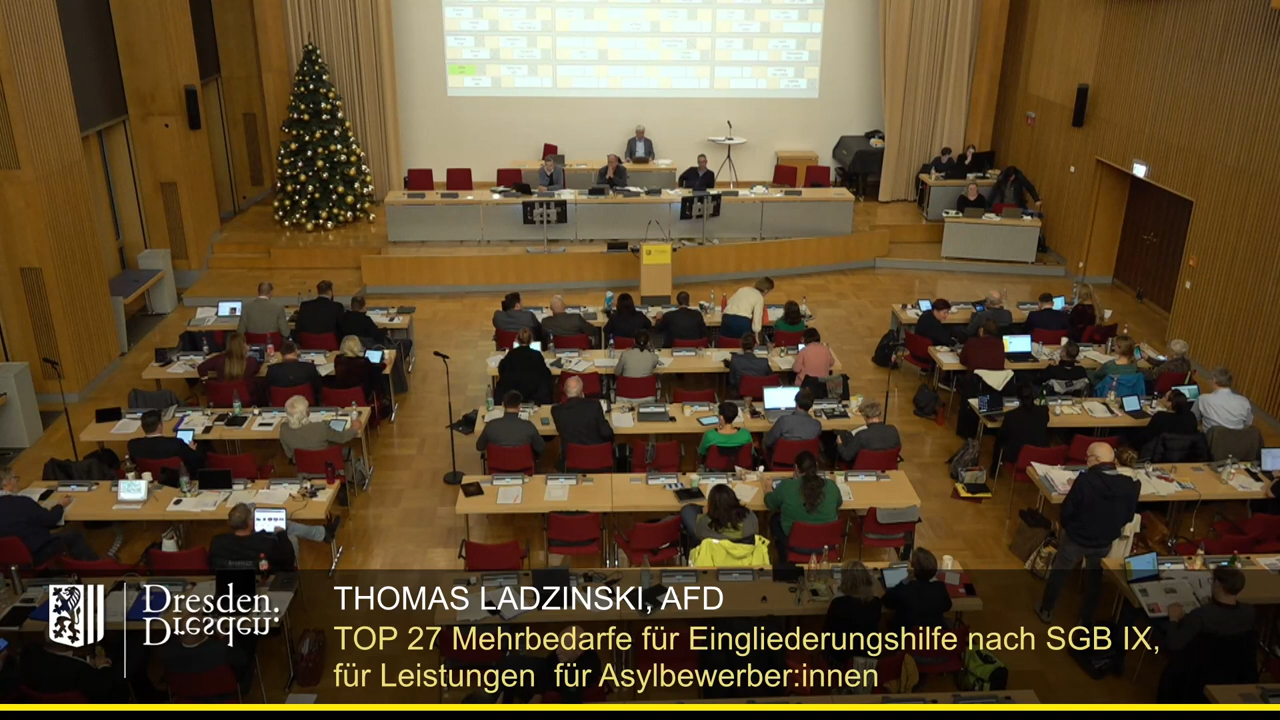 Dresden.
Dresden.
THOMAS LADZINSKI, AFD
TOP 27 Mehrbedarfe für Eingliederungshilfe nach SGB IX,
für Leistungen  für Asylbewerber:innen